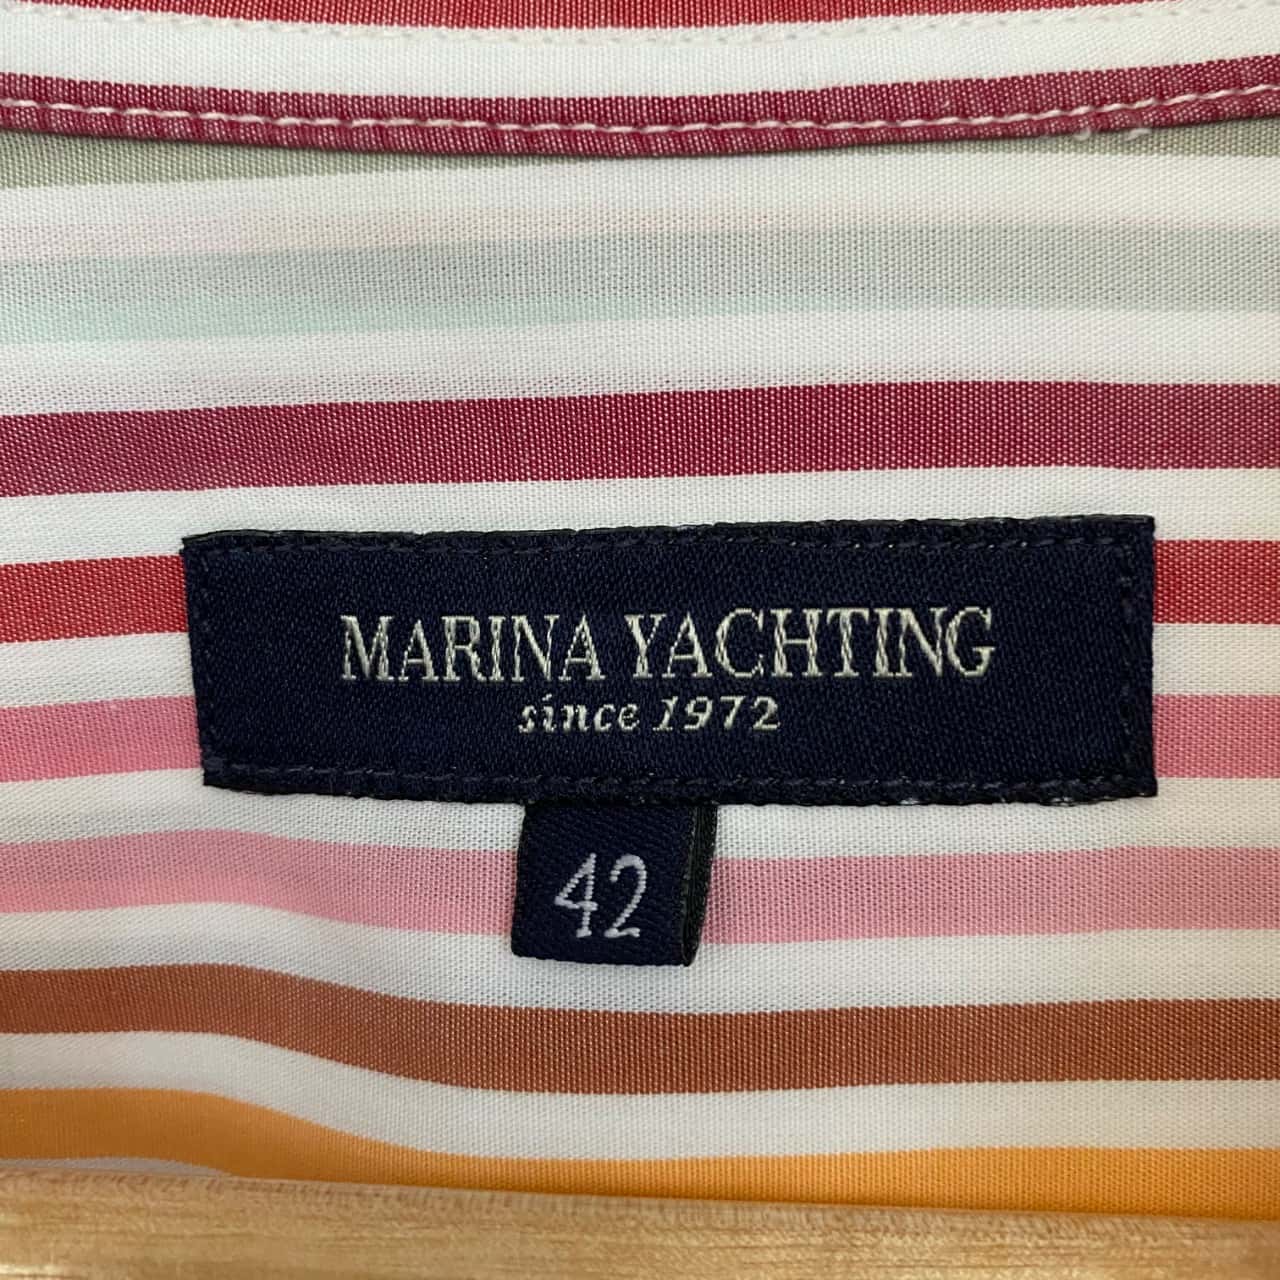 MARINA YACHTING
since 1972
42